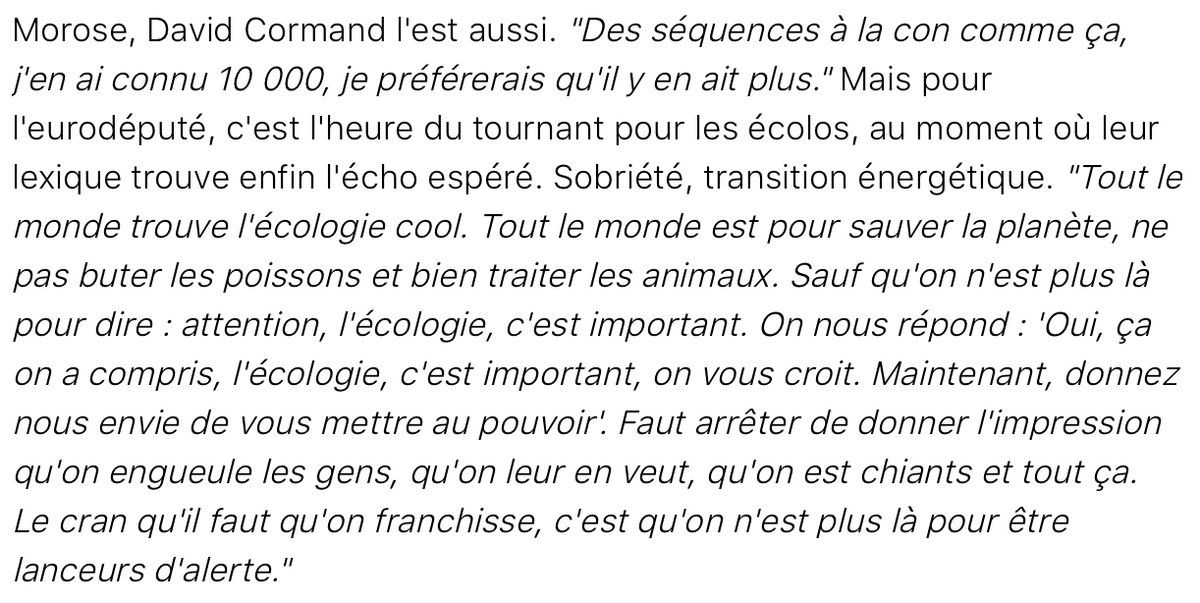 Morose, David Cormand l'est aussi. "Des séquences à la con comme ça,
j'en ai connu 10 000, je préférerais qu'il y en ait plus." Mais pour
l'eurodéputé, c'est l'heure du tournant pour les écolos, au moment où leur
lexique trouve enfin l'écho espéré. Sobriété, transition énergétique. "Tout le
monde trouve l'écologie cool. Tout le monde est pour sauver la planète, ne
pas buter les poissons et bien traiter les animaux. Sauf qu'on n'est plus là
pour dire : attention, l'écologie, c'est important. On nous répond : 'Oui, ça
on a compris, l'écologie, c'est important, on vous croit. Maintenant, donnez
nous envie de vous mettre au pouvoir'. Faut arrêter de donner l'impression
qu'on engueule les gens, qu'on leur en veut, qu'on est chiants et tout ça.
Le cran qu'il faut qu'on franchisse, c'est qu'on n'est plus là pour être
lanceurs d'alerte."